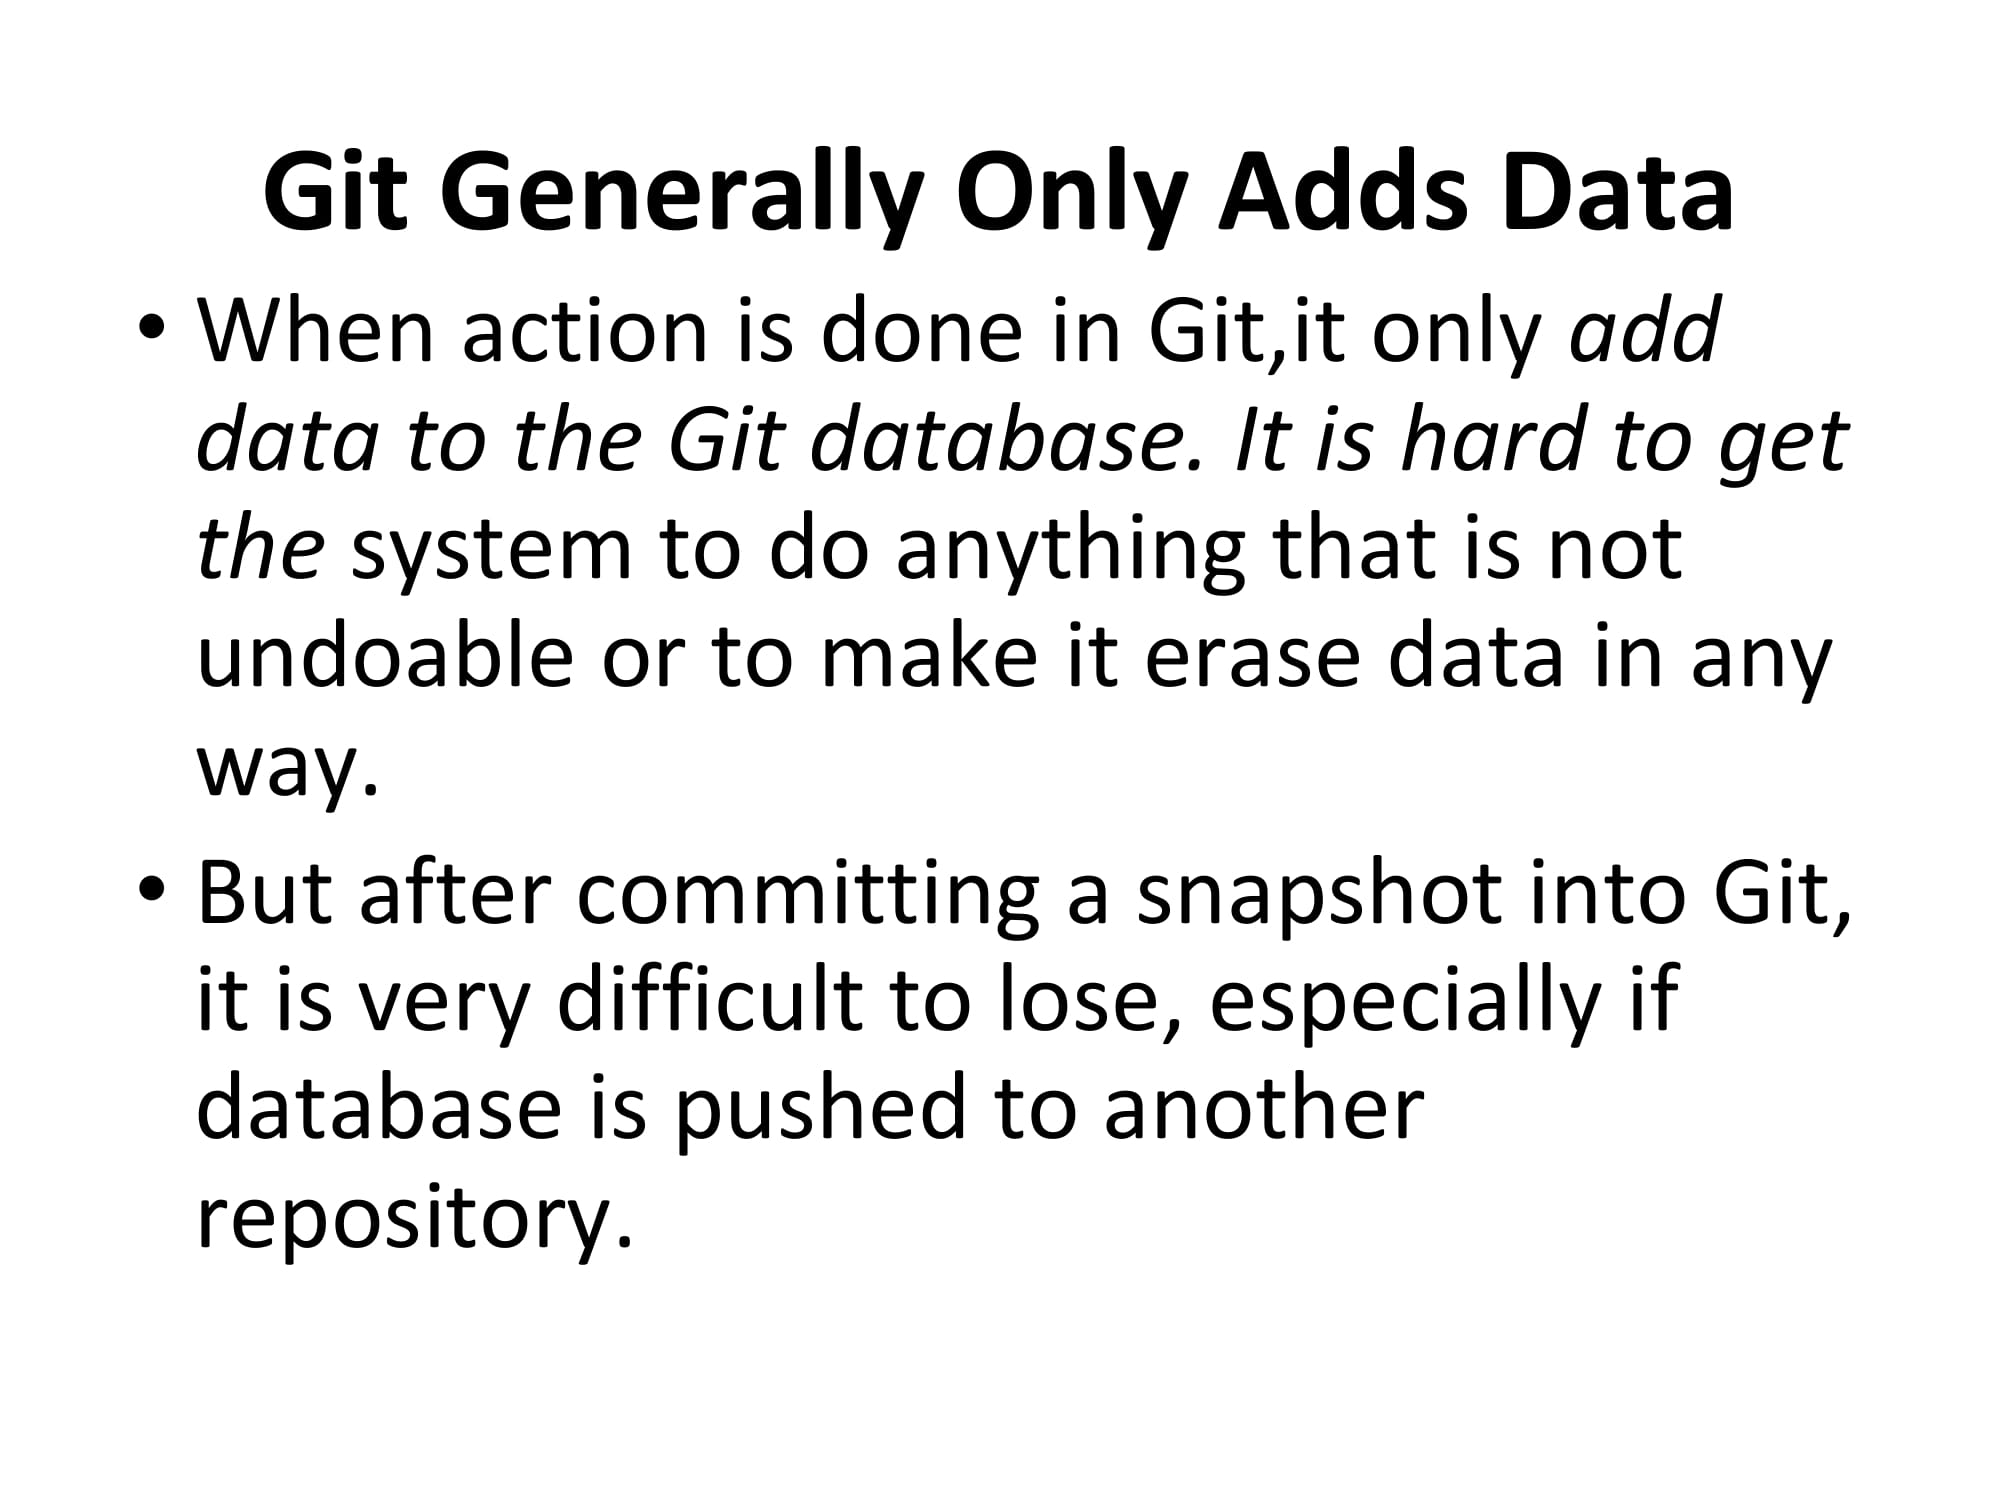 Git Generally Only Adds Data
• When action is done in Git,it only add
data to the Git database. It is hard to get
the system to do anything that is not
undoable or to make it erase data in any
way.
• But after committing a snapshot into Git,
it is very difficult to lose, especially if
database is pushed to another
repository.